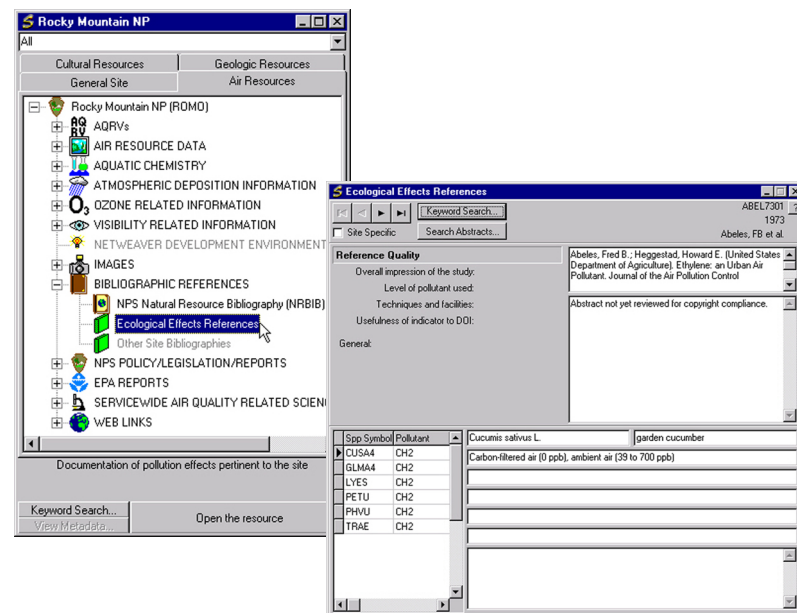 Rocky Mountain NP
All
Cultural Resources Geologic Resources
General Site Air Resources
Rocky Mountain NP (ROMO)
AQRV AQRVs
AIR RESOURCE DATA
AQUATIC CHEMISTRY
ATMOSPHERIC DEPOSITION INFORMATION
O3 OZONE RELATED INFORMATION
VISIBILITY RELATED INFORMATION
NETWEAVER DEVELOPMENT ENVIRONMENT
IMAGES
BIBLIOGRAPHIC REFERENCES
NPS Natural Resource Bibliography (NRBIB)
Ecological Effects References
Other Site Bibliographies
NPS POLICY/LEGISLATION/REPORTS
EPA REPORTS
SERVICEWIDE AIR QUALITY RELATED SCIEN
WEB LINKS
Documentation of pollution effects pertinent to the site
Keyword Search...
View Metadata...
Open the resource
Ecological Effects References
Keyword Search...
ABEL7301 ?
1973
Site Specific Search Abstracts...
Abeles, FB et al.
Reference Quality
Overall impression of the study:
Level of pollutant used:
Techniques and facilities:
Usefulness of indicator to DOI:
General:
Abeles, Fred B.; Heggestad, Howard E. (United States
Department of Agriculture). Ethylene: an Urban Air
Pollutant. Journal of the Air Pollution Control
Abstract not yet reviewed for copyright compliance.
Spp Symbol Pollutant
CUSA4 CH2
GLMA4 CH2
LYES CH2
PETU CH2
PHVU CH2
TRAE CH2
Cucumis sativus L. garden cucumber
Carbon-filtered air (0 ppb), ambient air (39 to 700 ppb)